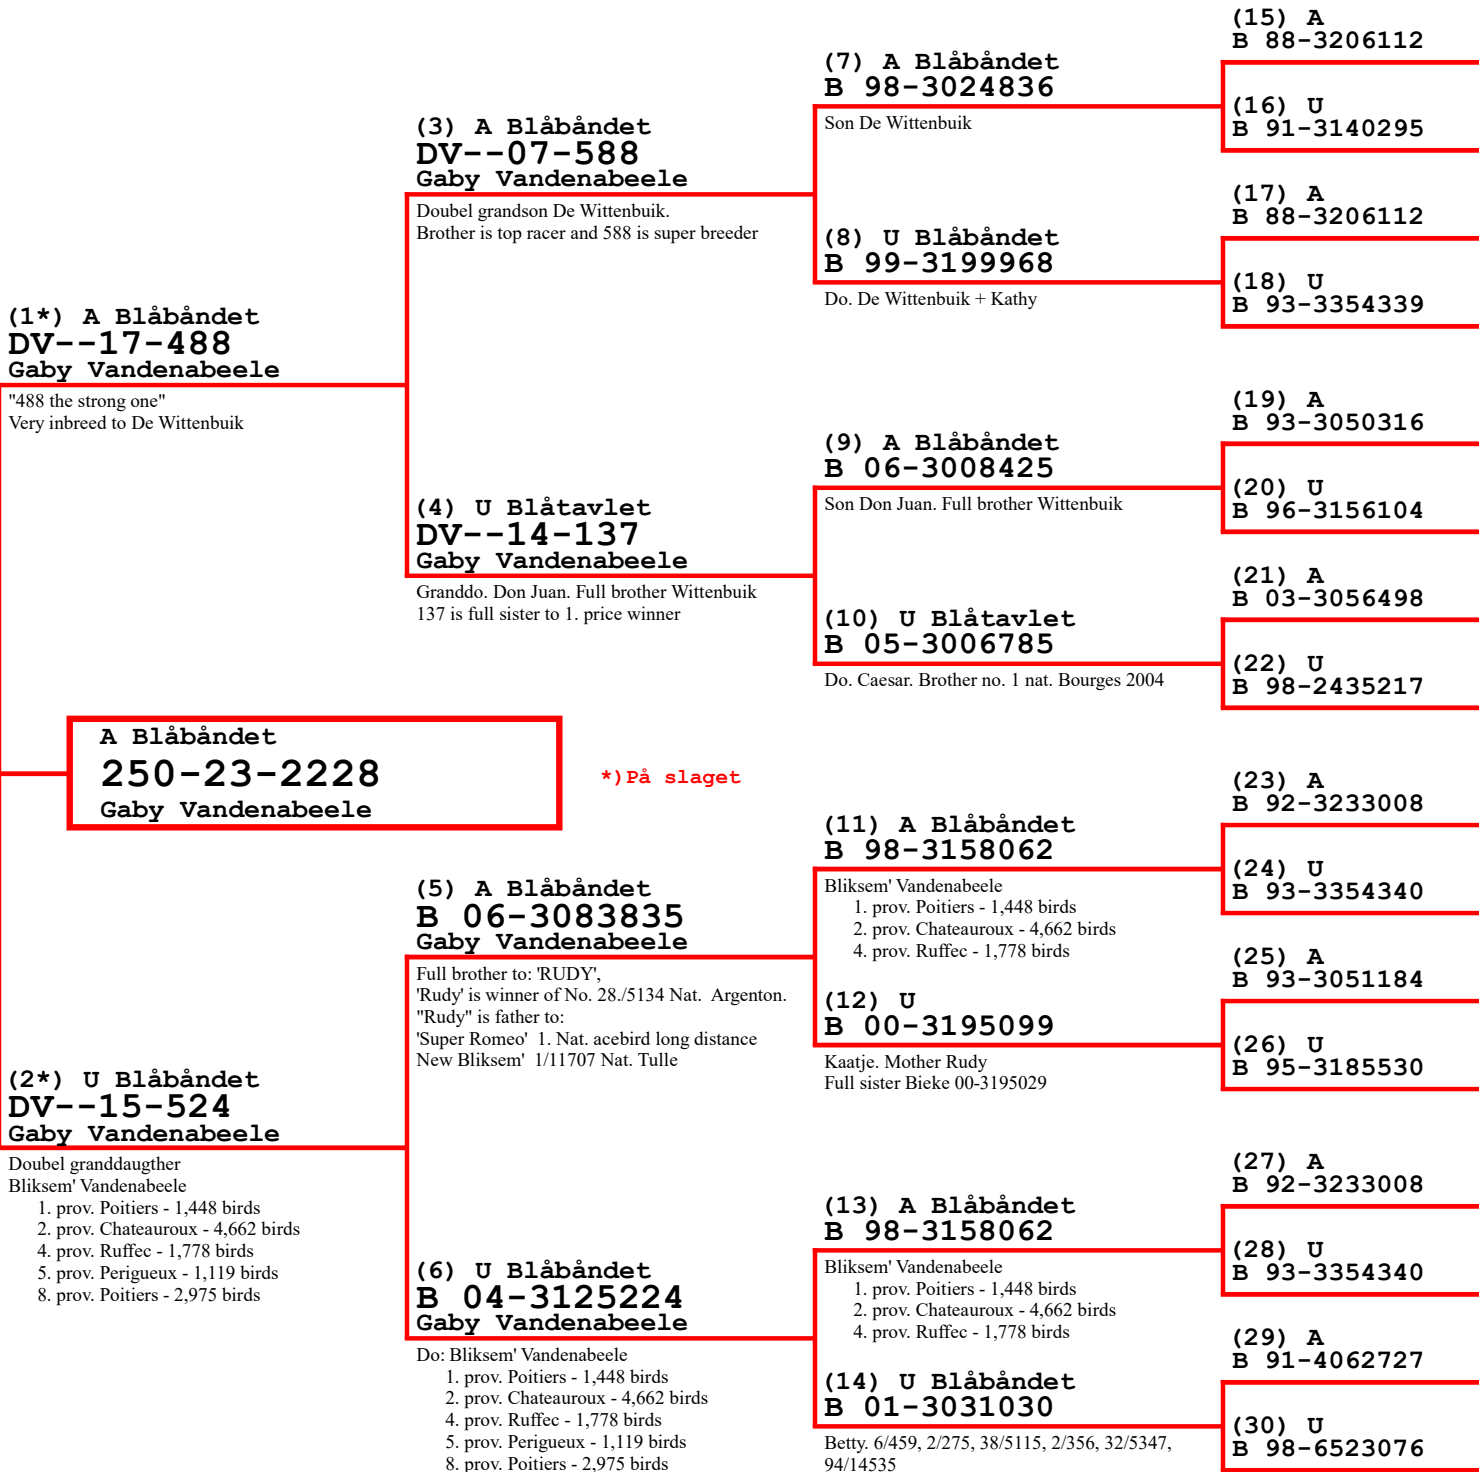 (1*) A Blåbåndet
DV--17-488
Gaby Vandenabeele
"488 the strong one"
Very inbreed to De Wittenbuik
A Blåbåndet
250-23-2228
Gaby Vandenabeele
*)På slaget
(2*) U Blåbåndet
DV--15-524
Gaby Vandenabeele
Doubel granddaugther
Bliksem' Vandenabeele
1. prov. Poitiers - 1,448 birds
2. prov. Chateauroux - 4,662 birds
4. prov. Ruffec - 1,778 birds
5. prov. Perigueux - 1,119 birds
8. prov. Poitiers - 2,975 birds
(3) A Blåbåndet
DV--07-588
Gaby Vandenabeele
Doubel grandson De Wittenbuik.
Brother is top racer and 588 is super breeder
(4) U Blåtavlet
DV--14-137
Gaby Vandenabeele
Granddo. Don Juan. Full brother Wittenbuik
137 is full sister to 1. price winner
(5) A Blåbåndet
B 06-3083835
Gaby Vandenabeele
Full brother to: 'RUDY',
'Rudy' is winner of No. 28./5134 Nat.  Argenton.
"Rudy" is father to:
'Super Romeo'  1. Nat. acebird long distance
New Bliksem'  1/11707 Nat. Tulle
(6) U Blåbåndet
B 04-3125224
Gaby Vandenabeele
Do: Bliksem' Vandenabeele
1. prov. Poitiers - 1,448 birds
2. prov. Chateauroux - 4,662 birds
4. prov. Ruffec - 1,778 birds
5. prov. Perigueux - 1,119 birds
8. prov. Poitiers - 2,975 birds
(7) A Blåbåndet
B 98-3024836
Son De Wittenbuik
(8) U Blåbåndet
B 99-3199968
Do. De Wittenbuik + Kathy
(9) A Blåbåndet
B 06-3008425
Son Don Juan. Full brother Wittenbuik
(10) U Blåtavlet
B 05-3006785
Do. Caesar. Brother no. 1 nat. Bourges 2004
(11) A Blåbåndet
B 98-3158062
Bliksem' Vandenabeele
1. prov. Poitiers - 1,448 birds
2. prov. Chateauroux - 4,662 birds
4. prov. Ruffec - 1,778 birds
(12) U
B 00-3195099
Kaatje. Mother Rudy
Full sister Bieke 00-3195029
(13) A Blåbåndet
B 98-3158062
Bliksem' Vandenabeele
1. prov. Poitiers - 1,448 birds
2. prov. Chateauroux - 4,662 birds
4. prov. Ruffec - 1,778 birds
(14) U Blåbåndet
B 01-3031030
Betty. 6/459, 2/275, 38/5115, 2/356, 32/5347,
94/14535
(15) A
B 88-3206112
(16) U
B 91-3140295
(17) A
B 88-3206112
(18) U
B 93-3354339
(19) A
B 93-3050316
(20) U
B 96-3156104
(21) A
B 03-3056498
(22) U
B 98-2435217
(23) A
B 92-3233008
(24) U
B 93-3354340
(25) A
B 93-3051184
(26) U
B 95-3185530
(27) A
B 92-3233008
(28) U
B 93-3354340
(29) A
B 91-4062727
(30) U
B 98-6523076